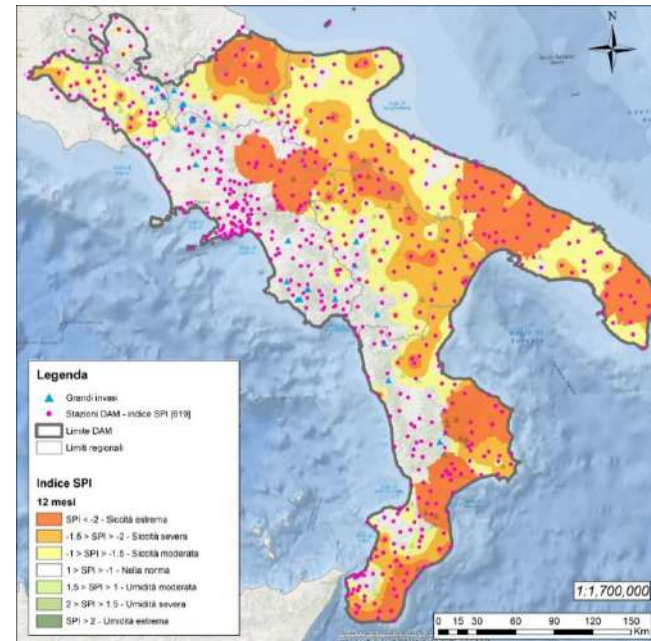 N
Legenda
Grandi invasi
Stazioni DAM - indice SPI [619]
Limite DAM
Limiti regionali
Indice SPI
12 mesi
SPI < -2 - Siccità estrema
-1.5 > SPI > -2 - Siccità severa
-1 > SPI > -1.5 - Siccità moderata
1 > SPI > -1 - Nella norma
1.5 > SPI > 1 - Umidità moderata
2 > SPI > 1.5 - Umidità severa
SPI > 2 - Umidità estrema
1:1,700,000
0 15 30 60 90 120 150
Km